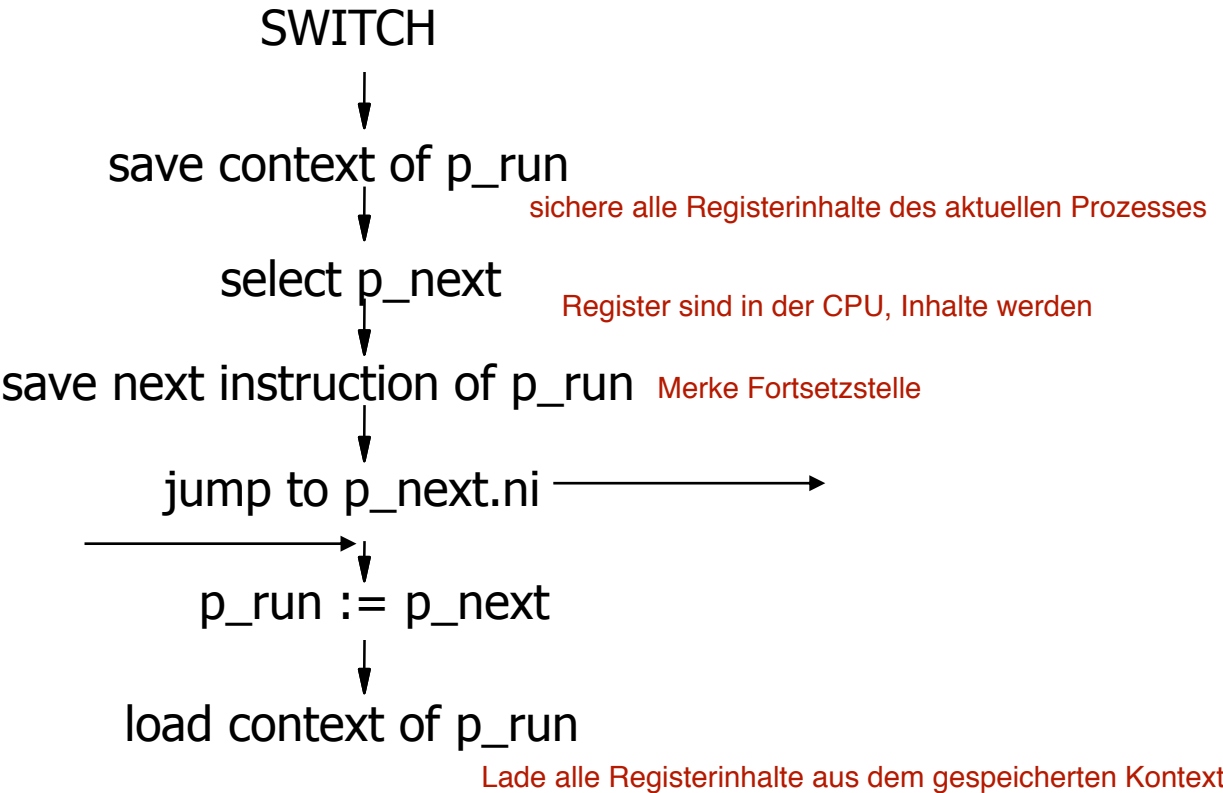 SWITCH
save context of p_run
sichere alle Registerinhalte des aktuellen Prozesses
select p_next
Register sind in der CPU, Inhalte werden
save next instruction of p_run Merke Fortsetzstelle
jump to p_next.ni
p_run := p_next
load context of p_run
Lade alle Registerinhalte aus dem gespeicherten Kontext